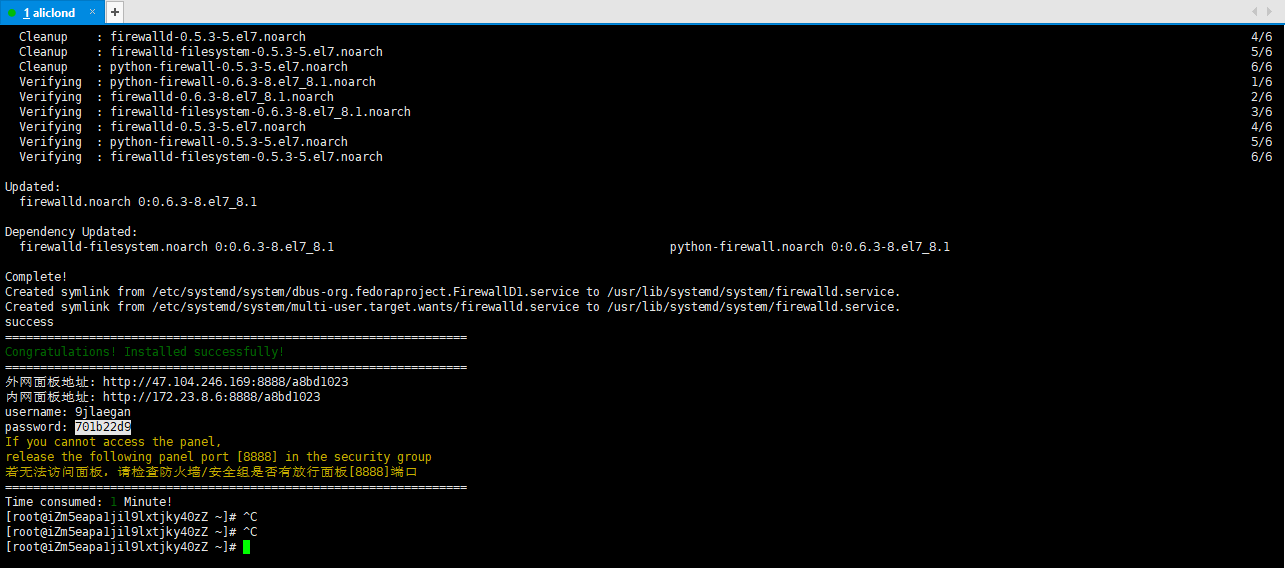 1 aliclond × +
Cleanup : firewalld-0.5.3-5.el7.noarch 4/6
Cleanup : firewalld-filesystem-0.5.3-5.el7.noarch 5/6
Cleanup : python-firewall-0.5.3-5.el7.noarch 6/6
Verifying : python-firewall-0.6.3-8.el7_8.1.noarch 1/6
Verifying : firewalld-0.6.3-8.el7_8.1.noarch 2/6
Verifying : firewalld-filesystem-0.6.3-8.el7_8.1.noarch 3/6
Verifying : firewalld-0.5.3-5.el7.noarch 4/6
Verifying : python-firewall-0.5.3-5.el7.noarch 5/6
Verifying : firewalld-filesystem-0.5.3-5.el7.noarch 6/6
Updated:
firewalld.noarch 0:0.6.3-8.el7_8.1
Dependency Updated:
firewalld-filesystem.noarch 0:0.6.3-8.el7_8.1 python-firewall.noarch 0:0.6.3-8.el7_8.1
Complete!
Created symlink from /etc/systemd/system/dbus-org.fedoraproject.FirewallD1.service to /usr/lib/systemd/system/firewalld.service.
Created symlink from /etc/systemd/system/multi-user.target.wants/firewalld.service to /usr/lib/systemd/system/firewalld.service.
success
==================================================================
Congratulations! Installed successfully!
==================================================================
外网面板地址: http://47.104.246.169:8888/a8bd1023
内网面板地址: http://172.23.8.6:8888/a8bd1023
username: 9jlaegan
password: 701b22d9
If you cannot access the panel,
release the following panel port [8888] in the security group
若无法访问面板，请检查防火墙/安全组是否有放行面板[8888]端口
==================================================================
Time consumed: 1 Minute!
[root@iZm5eapa1jil9lxtjky40zZ ~]# ^C
[root@iZm5eapa1jil9lxtjky40zZ ~]# ^C
[root@iZm5eapa1jil9lxtjky40zZ ~]#